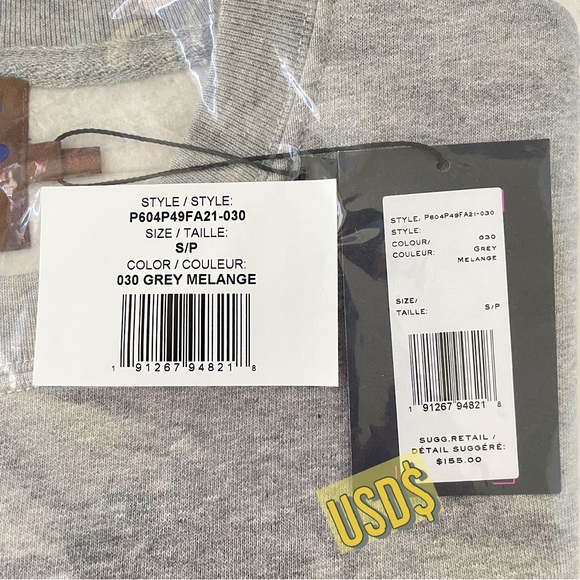 STYLE / STYLE:
P604P49FA21-030
SIZE / TAILLE:
S/P
COLOR / COULEUR:
030 GREY MELANGE
1 91267 94821 8
STYLE: P604P49FA21-030
STYLE:
COLOUR/ 030
COULEUR: GREY
MELANGE
SIZE/
TAILLE: S/P
1 91267 94821 8
SUGG.RETAIL /
DÉTAIL SUGGÉRÉ:
$155.00
USD$